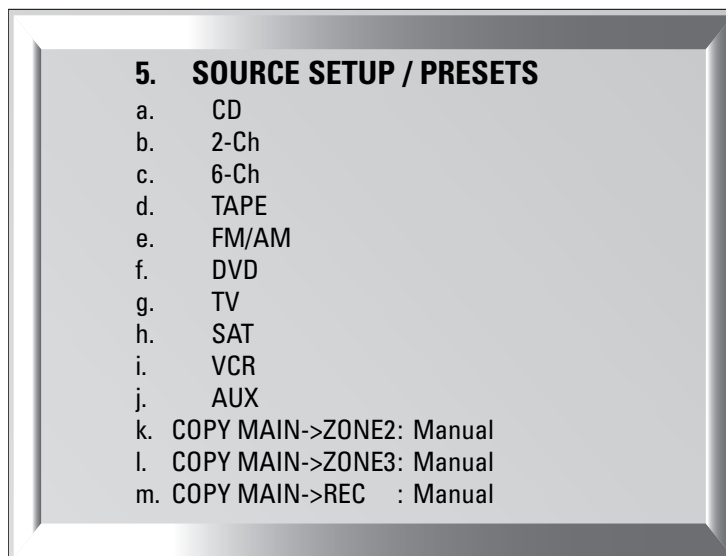 5. SOURCE SETUP / PRESETS
a. CD
b. 2-Ch
c. 6-Ch
d. TAPE
e. FM/AM
f. DVD
g. TV
h. SAT
i. VCR
j. AUX
k. COPY MAIN->ZONE2: Manual
l. COPY MAIN->ZONE3: Manual
m. COPY MAIN->REC : Manual